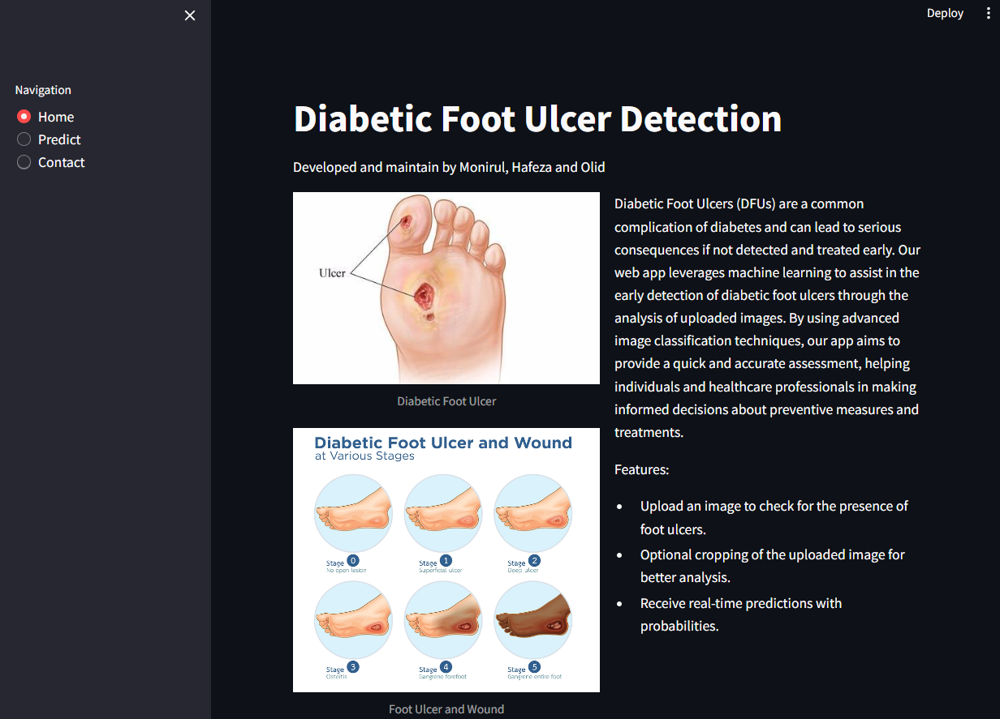 Deploy
Navigation
Home
Predict
Contact
Diabetic Foot Ulcer Detection
Developed and maintain by Monirul, Hafeza and Olid
Ulcer
Diabetic Foot Ulcer
Diabetic Foot Ulcer and Wound
at Various Stages
Stage 0
No open lesion
Stage 1
Superficial ulcer
Stage 2
Deep ulcer
Stage 3
Osteitis
Stage 4
Gangrene forefoot
Stage 5
Gangrene entire foot
Foot Ulcer and Wound
Diabetic Foot Ulcers (DFUs) are a common
complication of diabetes and can lead to serious
consequences if not detected and treated early. Our
web app leverages machine learning to assist in the
early detection of diabetic foot ulcers through the
analysis of uploaded images. By using advanced
image classification techniques, our app aims to
provide a quick and accurate assessment, helping
individuals and healthcare professionals in making
informed decisions about preventive measures and
treatments.
Features:
Upload an image to check for the presence of
foot ulcers.
Optional cropping of the uploaded image for
better analysis.
Receive real-time predictions with
probabilities.